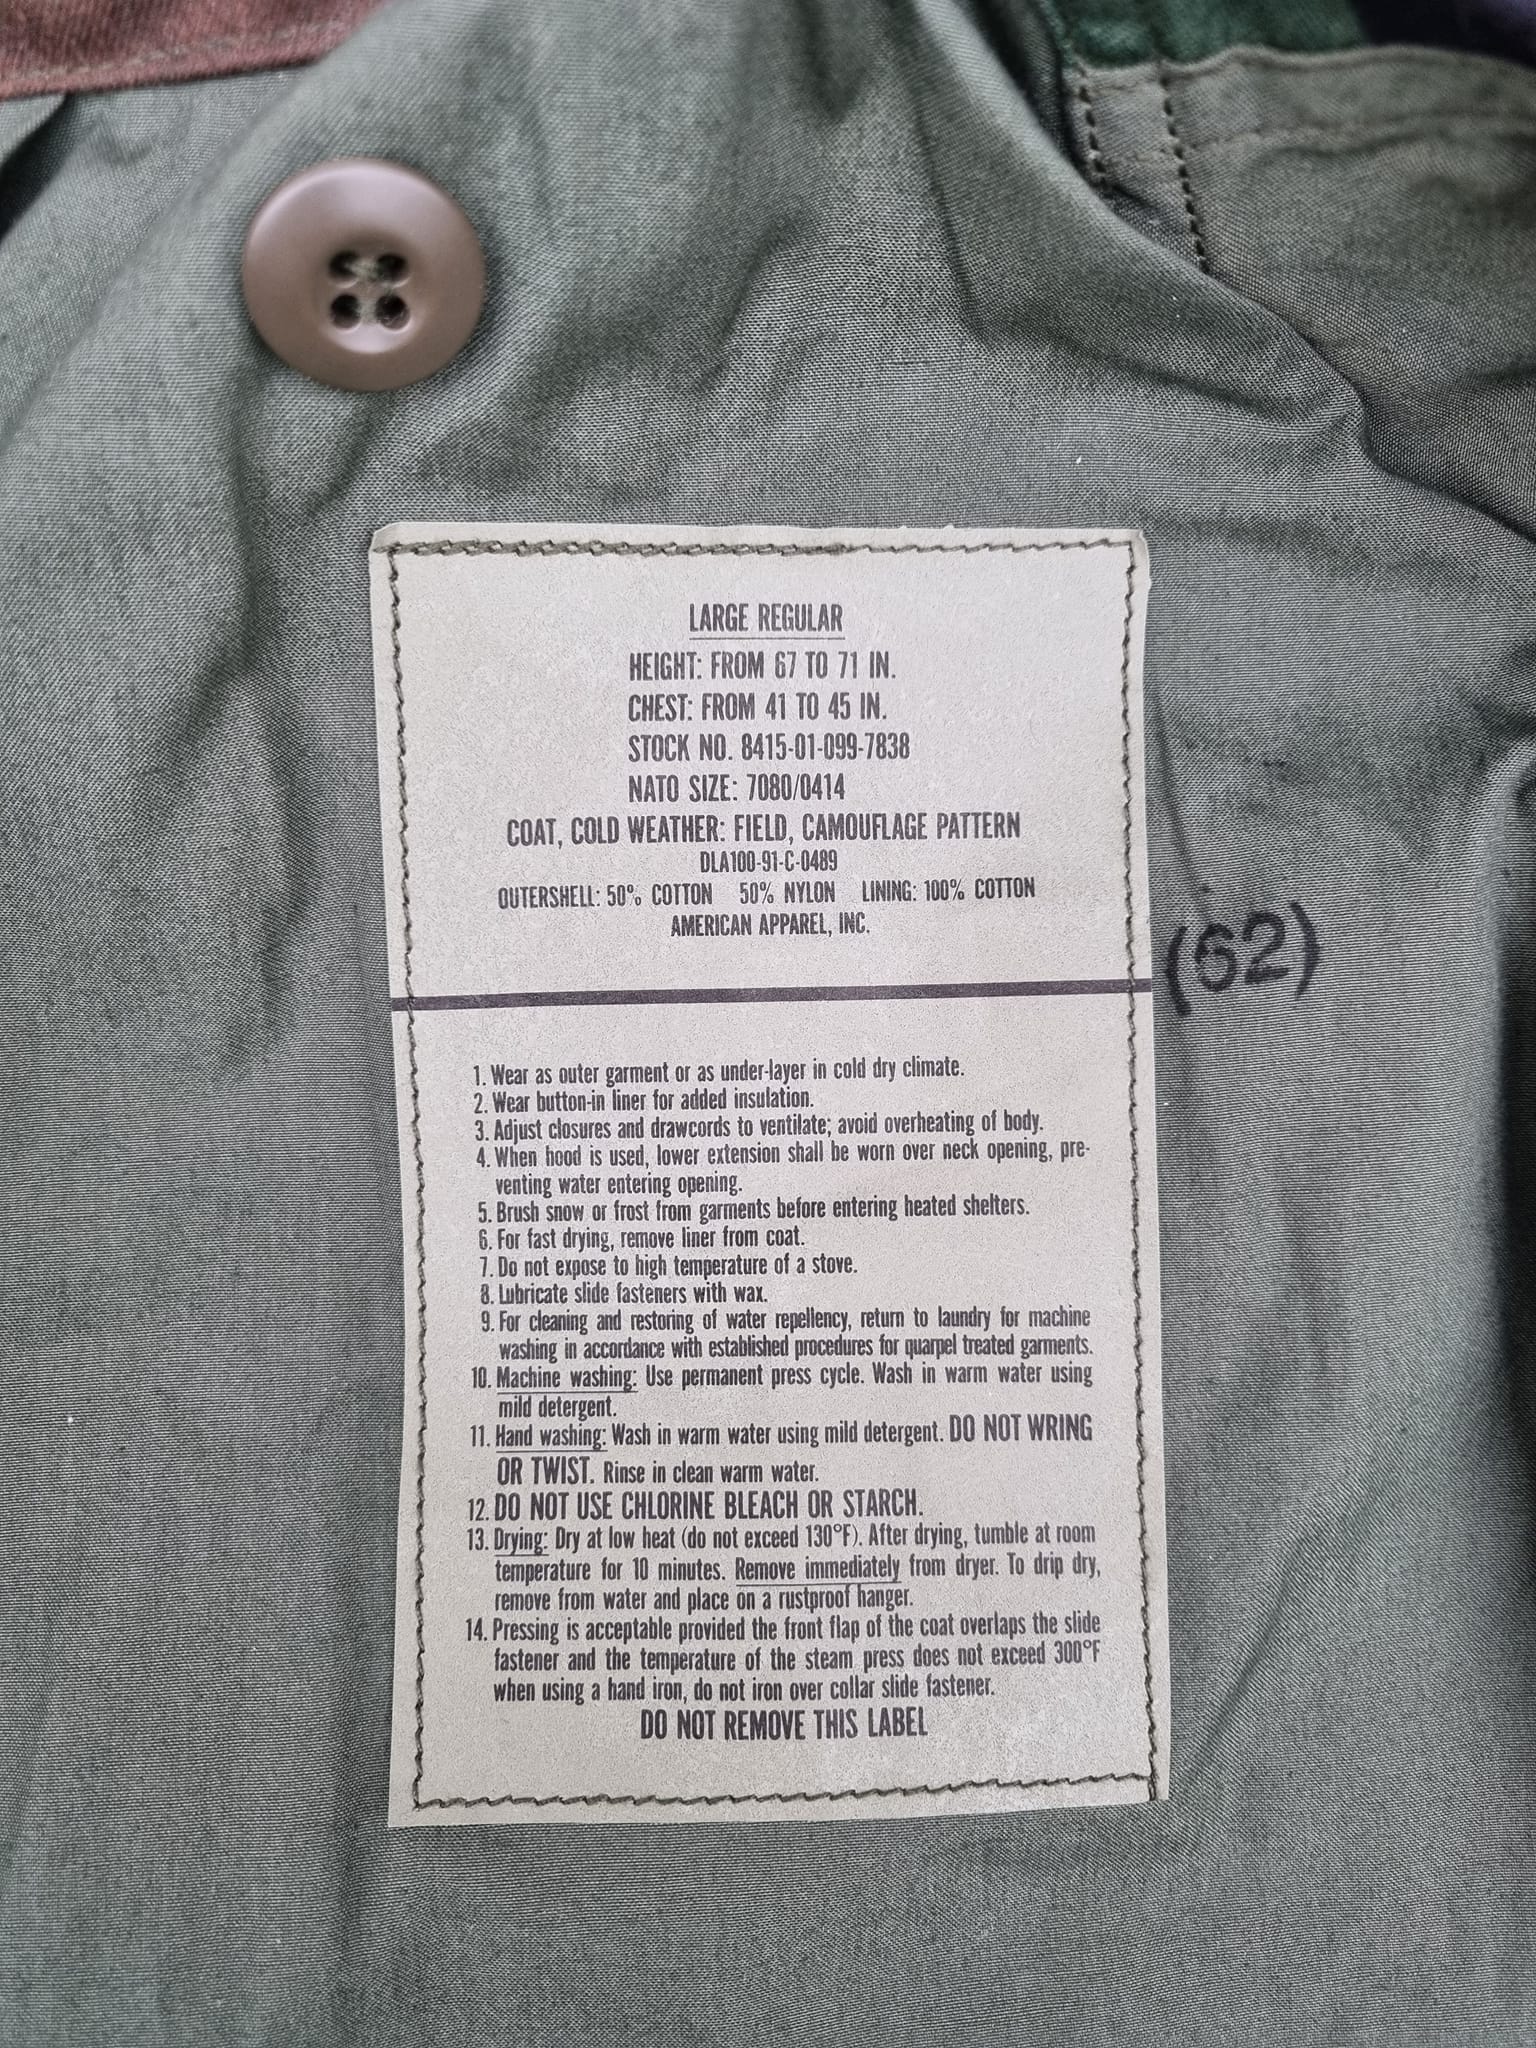 LARGE REGULAR
HEIGHT: FROM 67 TO 71 IN.
CHEST: FROM 41 TO 45 IN.
STOCK NO. 8415-01-099-7838
NATO SIZE: 7080/0414
COAT, COLD WEATHER: FIELD, CAMOUFLAGE PATTERN
DLA100-91-C-0489
OUTERSHELL: 50% COTTON 50% NYLON LINING: 100% COTTON
AMERICAN APPAREL, INC.
(62)
1. Wear as outer garment or as under-layer in cold dry climate.
2. Wear button-in liner for added insulation.
3. Adjust closures and drawcords to ventilate; avoid overheating of body.
4. When hood is used, lower extension shall be worn over neck opening, pre-
venting water entering opening.
5. Brush snow or frost from garments before entering heated shelters.
6. For fast drying, remove liner from coat.
7. Do not expose to high temperature of a stove.
8. Lubricate slide fasteners with wax.
9. For cleaning and restoring of water repellency, return to laundry for machine
washing in accordance with established procedures for quarpel treated garments.
10. Machine washing: Use permanent press cycle. Wash in warm water using
mild detergent.
11. Hand washing: Wash in warm water using mild detergent. DO NOT WRING
OR TWIST. Rinse in clean warm water.
12. DO NOT USE CHLORINE BLEACH OR STARCH.
13. Drying: Dry at low heat (do not exceed 130°F). After drying, tumble at room
temperature for 10 minutes. Remove immediately from dryer. To drip dry,
remove from water and place on a rustproof hanger.
14. Pressing is acceptable provided the front flap of the coat overlaps the slide
fastener and the temperature of the steam press does not exceed 300°F
when using a hand iron, do not iron over collar slide fastener.
DO NOT REMOVE THIS LABEL